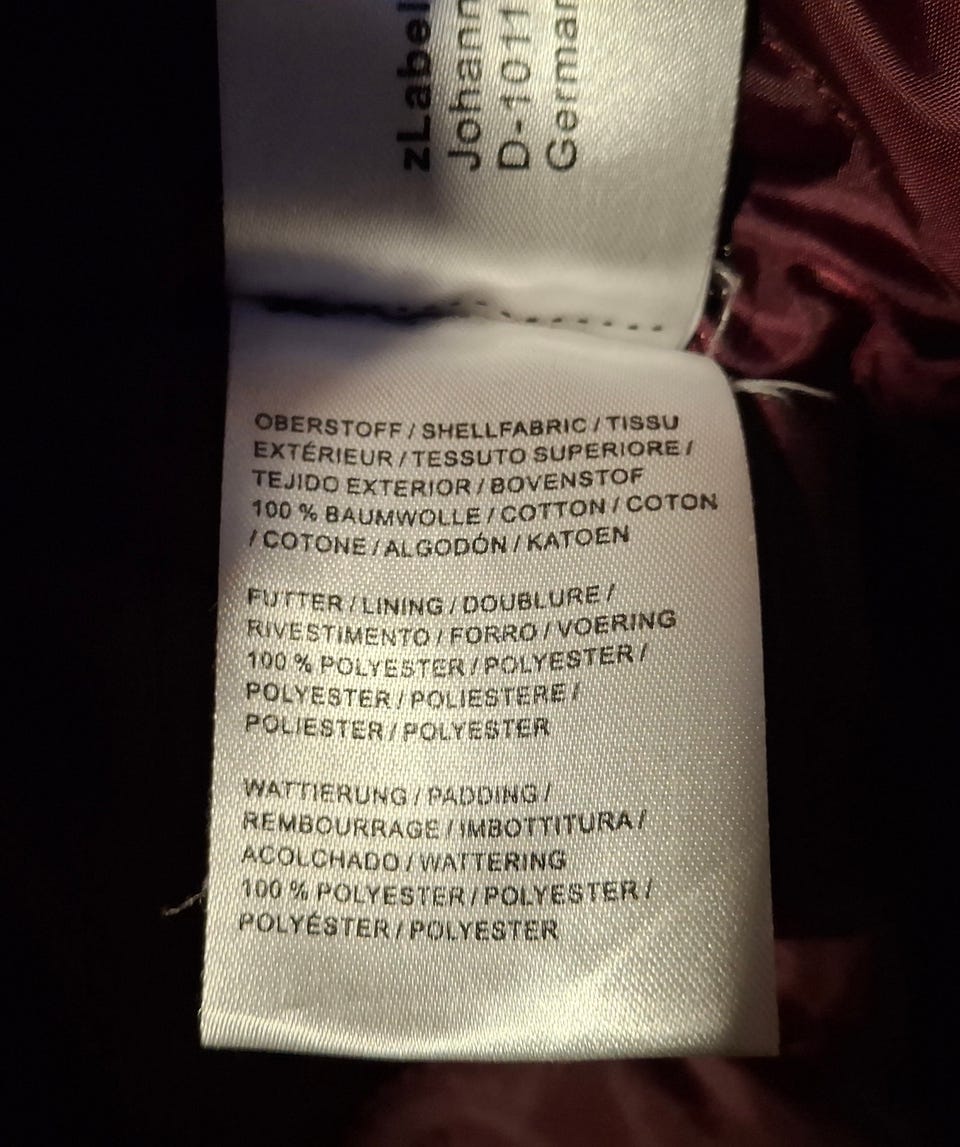 zLabel
Johann
D-1011
German
OBERSTOFF / SHELLFABRIC / TISSU
EXTÉRIEUR / TESSUTO SUPERIORE /
TEJIDO EXTERIOR / BOVENSTOF
100 % BAUMWOLLE / COTTON / COTON
/ COTONE / ALGODÓN / KATOEN
FUTTER / LINING / DOUBLURE /
RIVESTIMENTO / FORRO / VOERING
100 % POLYESTER / POLYESTER /
POLYESTER / POLIESTERE /
POLIESTER / POLYESTER
WATTIERUNG / PADDING /
REMBOURRAGE / IMBOTTITURA /
ACOLCHADO / WATTERING
100 % POLYESTER / POLYESTER /
POLYÉSTER / POLYESTER